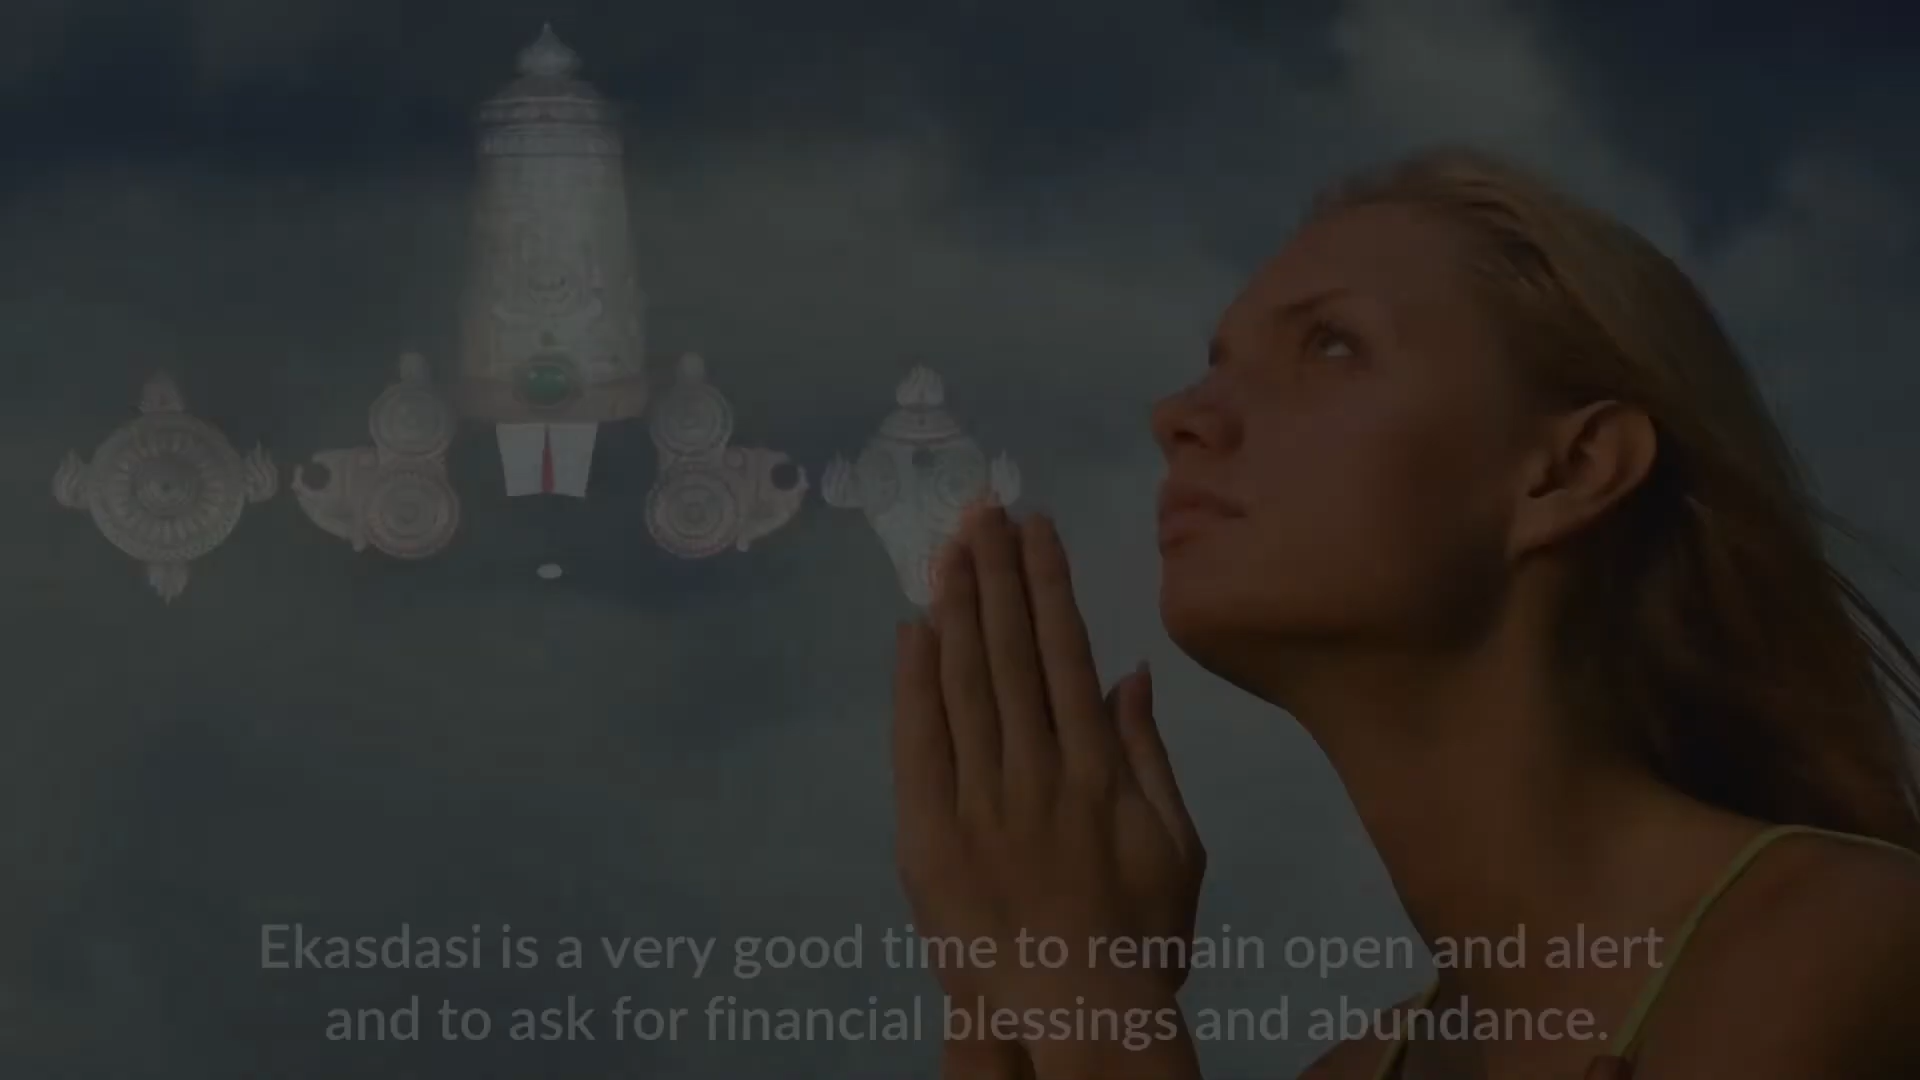 Ekasdasi is a very good time to remain open and alert
and to ask for financial blessings and abundance.